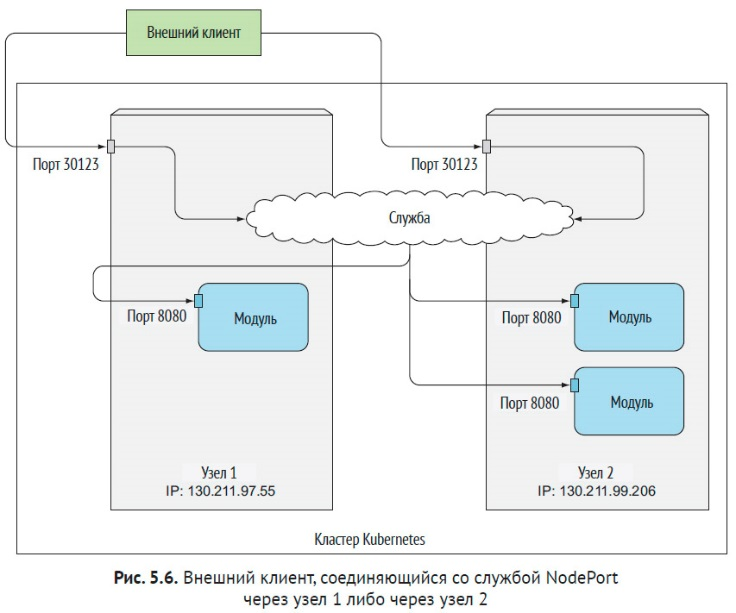 Внешний клиент
Порт 30123
Порт 30123
Служба
Порт 8080
Модуль
Порт 8080
Модуль
Порт 8080
Модуль
Узел 1
IP: 130.211.97.55
Узел 2
IP: 130.211.99.206
Кластер Kubernetes
Рис. 5.6. Внешний клиент, соединяющийся со службой NodePort
через узел 1 либо через узел 2